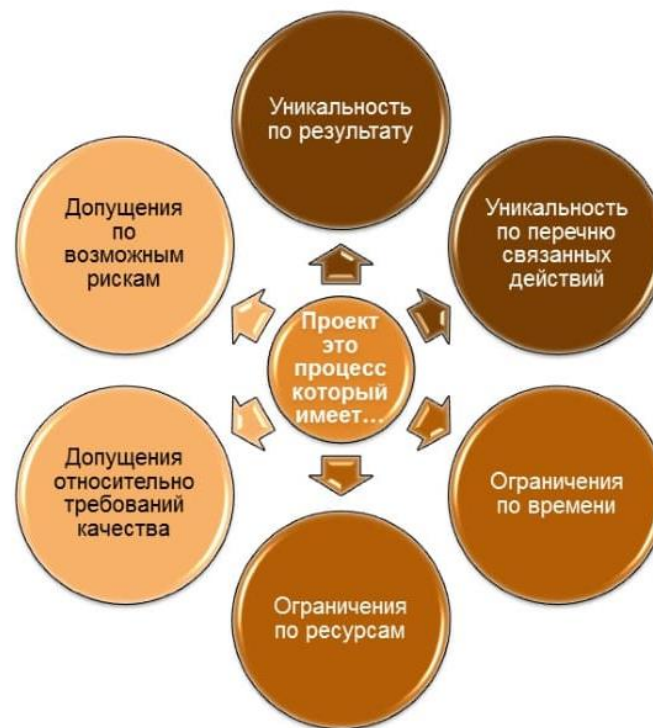 Уникальность
по результату
Уникальность
по перечню
связанных
действий
Ограничения
по времени
Ограничения
по ресурсам
Допущения
относительно
требований
качества
Допущения
по
возможным
рискам
Проект
это
процесс
который
имеет...